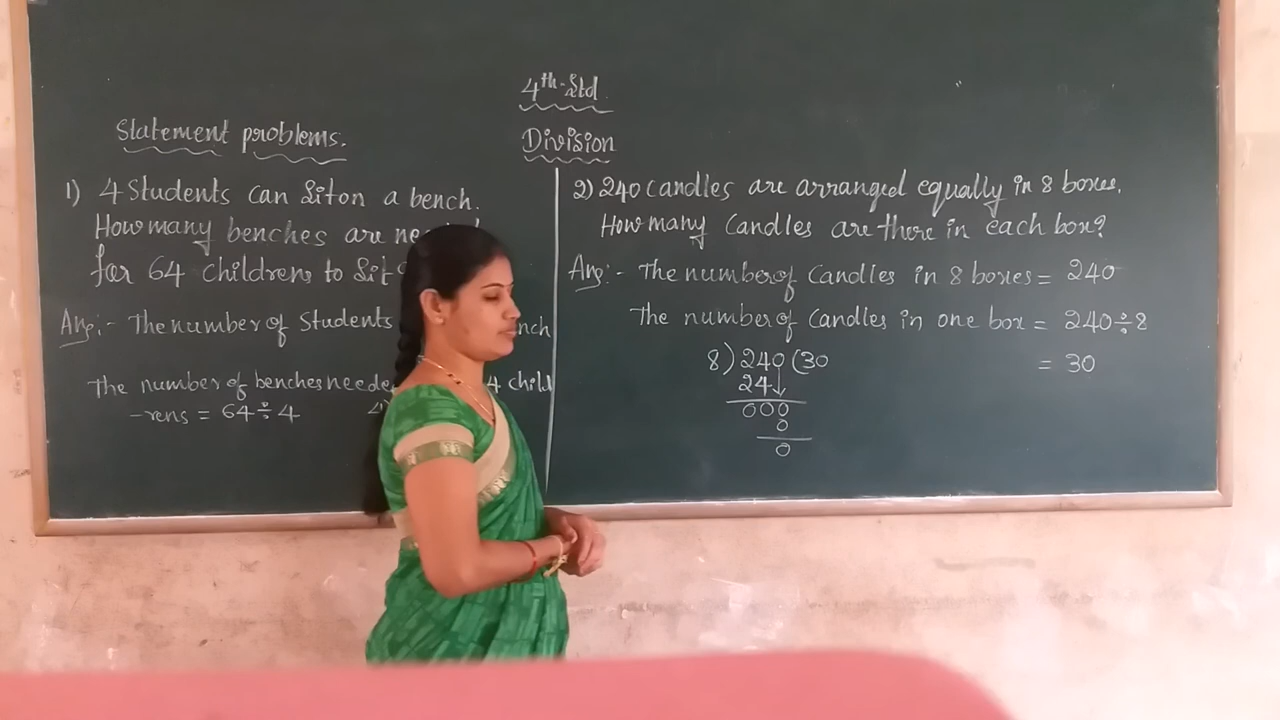 4th Std
Division
Statement problems.
1) 4 Students can Sit on a bench.
How many benches are
for 64 childrens to Sit
Ans:- The number of Students
The number of benches 4 child
-rens = 64÷4
2) 240 candles are arranged equally in 8 boxes.
How many Candles are there in each box?
Ans:- The number of Candles in 8 boxes = 240
The number of Candles in one box = 240÷8
8)240(30
= 30
24↓
000
0
0